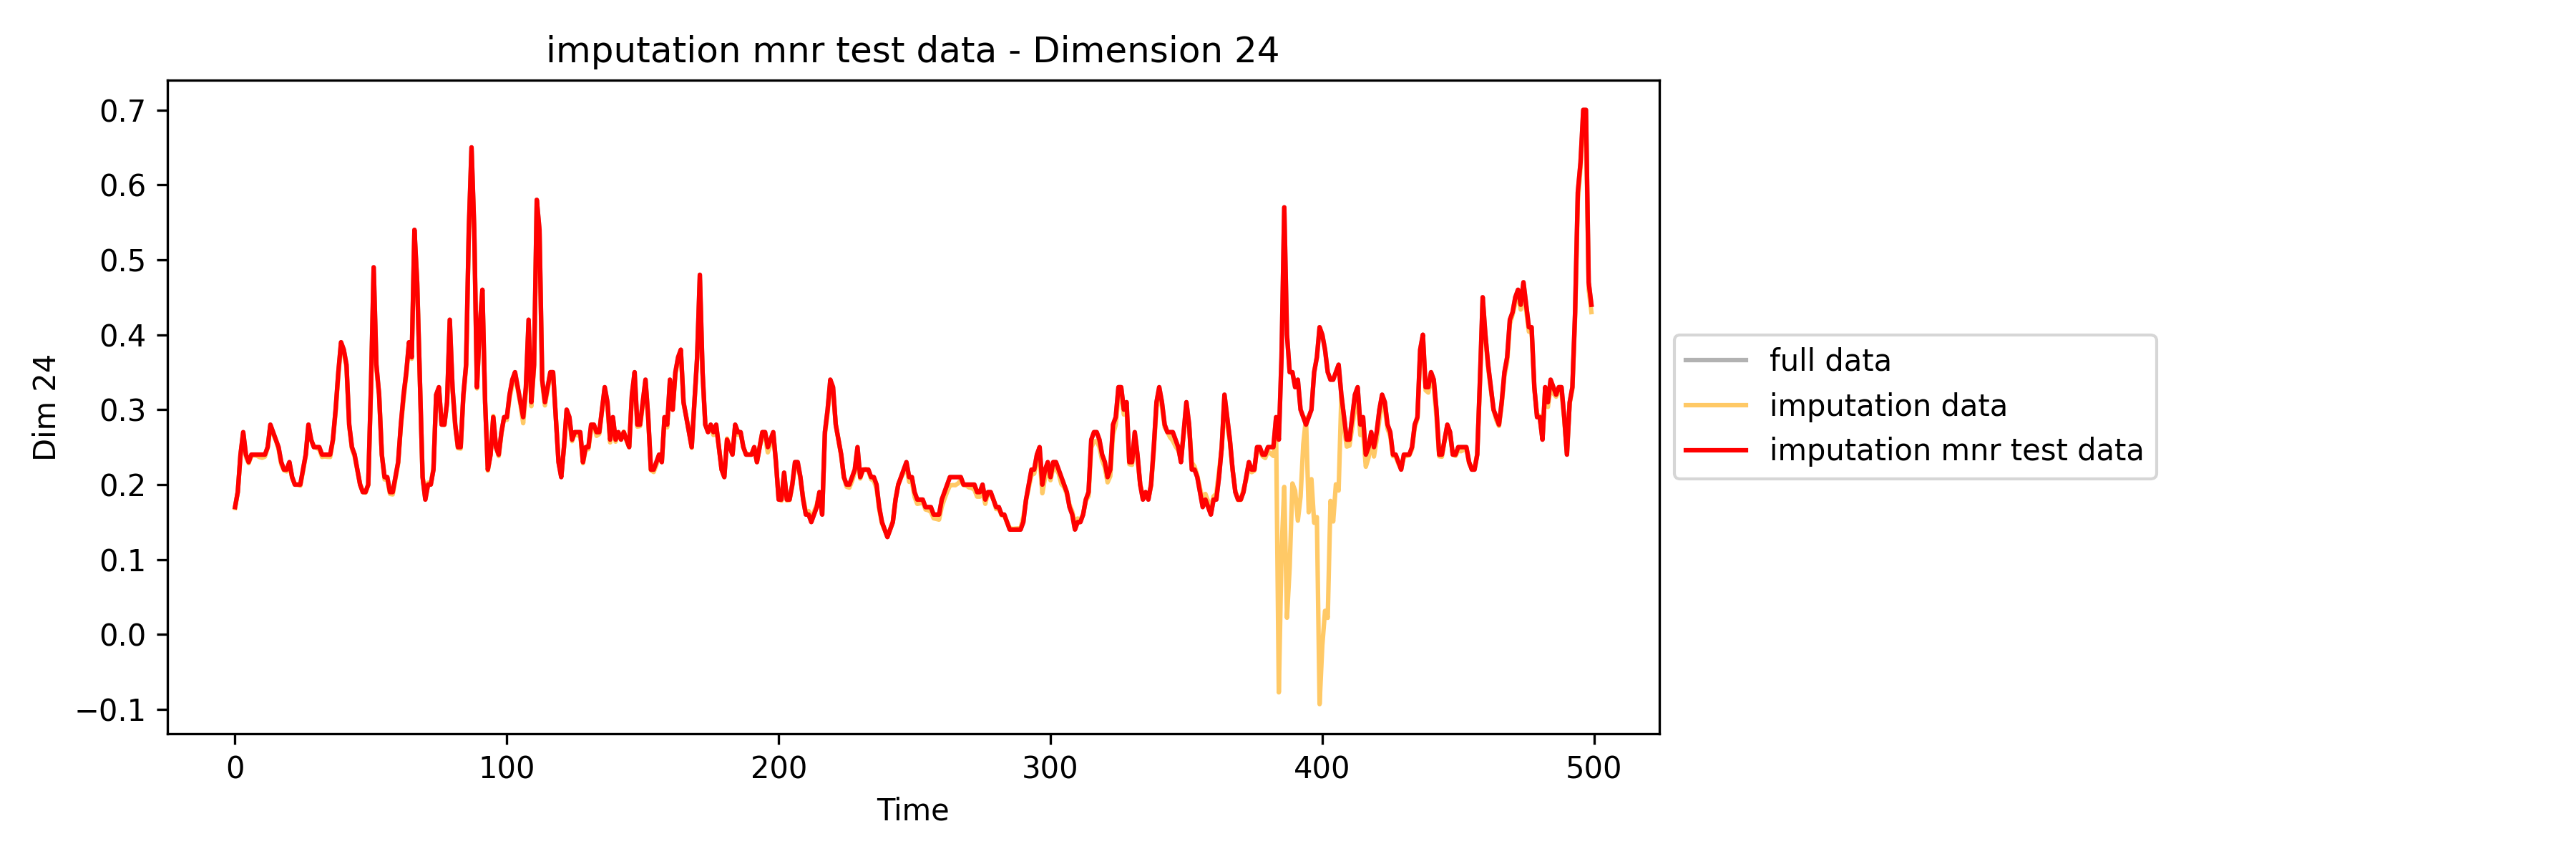 imputation mnr test data - Dimension 24
0.7
0.6
0.5
0.4
0.3
0.2
0.1
0.0
−0.1
Dim 24
0 100 200 300 400 500
Time
full data
imputation data
imputation mnr test data